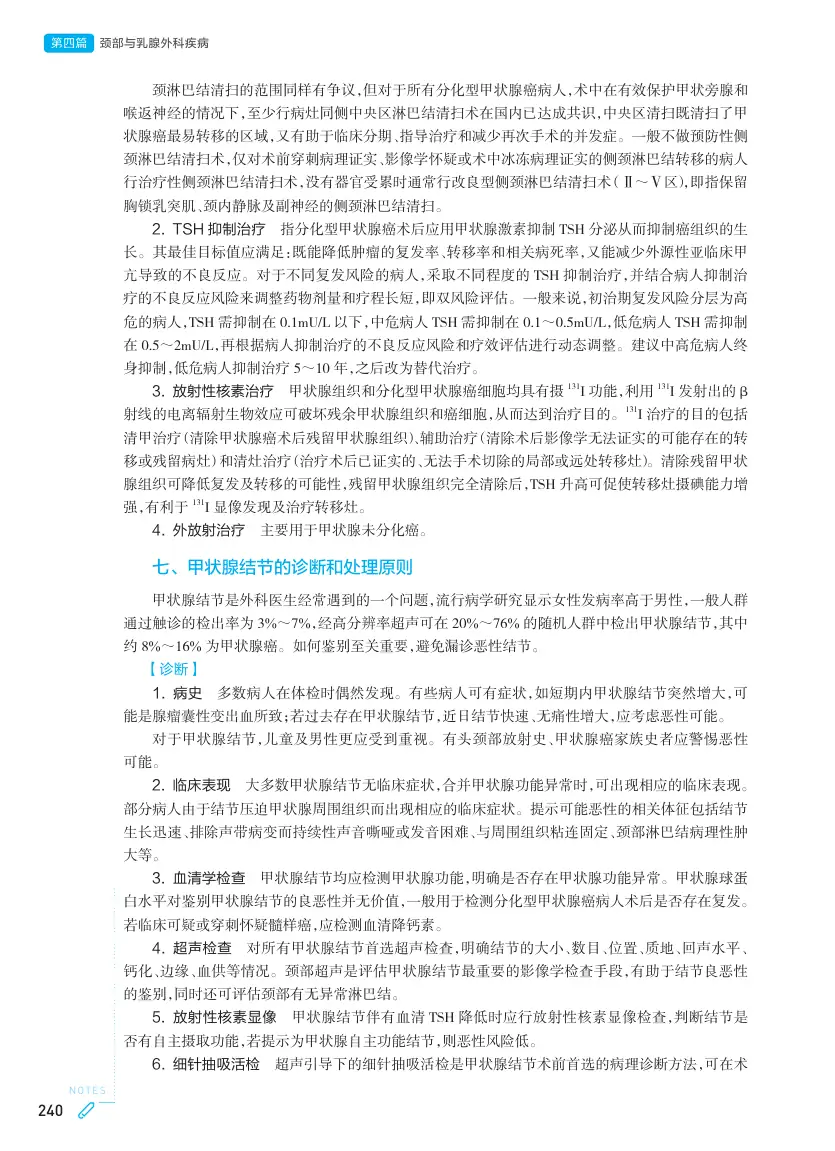 第四篇 颈部与乳腺外科疾病
颈淋巴结清扫的范围同样有争议,但对于所有分化型甲状腺癌病人,术中在有效保护甲状旁腺和
喉返神经的情况下,至少行病灶同侧中央区淋巴结清扫术在国内已达成共识,中央区清扫既清扫了甲
状腺癌最易转移的区域,又有助于临床分期、指导治疗和减少再次手术的并发症。一般不做预防性侧
颈淋巴结清扫术,仅对术前穿刺病理证实、影像学怀疑或术中冰冻病理证实的侧颈淋巴结转移的病人
行治疗性侧颈淋巴结清扫术,没有器官受累时通常行改良型侧颈淋巴结清扫术(Ⅱ~Ⅴ区),即指保留
胸锁乳突肌、颈内静脉及副神经的侧颈淋巴结清扫。
2. TSH抑制治疗 指分化型甲状腺癌术后应用甲状腺激素抑制TSH分泌从而抑制癌组织的生
长。其最佳目标值应满足:既能降低肿瘤的复发率、转移率和相关病死率,又能减少外源性亚临床甲
亢导致的不良反应。对于不同复发风险的病人,采取不同程度的TSH抑制治疗,并结合病人抑制治
疗的不良反应风险来调整药物剂量和疗程长短,即双风险评估。一般来说,初治期复发风险分层为高
危的病人,TSH需抑制在0.1mU/L以下,中危病人TSH需抑制在0.1~0.5mU/L,低危病人TSH需抑制
在0.5~2mU/L,再根据病人抑制治疗的不良反应风险和疗效评估进行动态调整。建议中高危病人终
身抑制,低危病人抑制治疗5~10年,之后改为替代治疗。
3. 放射性核素治疗 甲状腺组织和分化型甲状腺癌细胞均具有摄¹³¹I功能,利用¹³¹I发射出的β
射线的电离辐射生物效应可破坏残余甲状腺组织和癌细胞,从而达到治疗目的。¹³¹I治疗的目的包括
清甲治疗(清除甲状腺癌术后残留甲状腺组织)、辅助治疗(清除术后影像学无法证实的可能存在的转
移或残留病灶)和清灶治疗(治疗术后已证实的、无法手术切除的局部或远处转移灶)。清除残留甲状
腺组织可降低复发及转移的可能性,残留甲状腺组织完全清除后,TSH升高可促使转移灶摄碘能力增
强,有利于¹³¹I显像发现及治疗转移灶。
4. 外放射治疗 主要用于甲状腺未分化癌。
七、甲状腺结节的诊断和处理原则
甲状腺结节是外科医生经常遇到的一个问题,流行病学研究显示女性发病率高于男性,一般人群
通过触诊的检出率为3%~7%,经高分辨率超声可在20%~76%的随机人群中检出甲状腺结节,其中
约8%~16%为甲状腺癌。如何鉴别至关重要,避免漏诊恶性结节。
【诊断】
1. 病史 多数病人在体检时偶然发现。有些病人可有症状,如短期内甲状腺结节突然增大,可
能是腺瘤囊性变出血所致;若过去存在甲状腺结节,近日结节快速、无痛性增大,应考虑恶性可能。
对于甲状腺结节,儿童及男性更应受到重视。有头颈部放射史、甲状腺癌家族史者应警惕恶性
可能。
2. 临床表现 大多数甲状腺结节无临床症状,合并甲状腺功能异常时,可出现相应的临床表现。
部分病人由于结节压迫甲状腺周围组织而出现相应的临床症状。提示可能恶性的相关体征包括结节
生长迅速、排除声带病变而持续性声音嘶哑或发音困难、与周围组织粘连固定、颈部淋巴结病理性肿
大等。
3. 血清学检查 甲状腺结节均应检测甲状腺功能,明确是否存在甲状腺功能异常。甲状腺球蛋
白水平对鉴别甲状腺结节的良恶性并无价值,一般用于检测分化型甲状腺癌病人术后是否存在复发。
若临床可疑或穿刺怀疑髓样癌,应检测血清降钙素。
4. 超声检查 对所有甲状腺结节首选超声检查,明确结节的大小、数目、位置、质地、回声水平、
钙化、边缘、血供等情况。颈部超声是评估甲状腺结节最重要的影像学检查手段,有助于结节良恶性
的鉴别,同时还可评估颈部有无异常淋巴结。
5. 放射性核素显像 甲状腺结节伴有血清TSH降低时应行放射性核素显像检查,判断结节是
否有自主摄取功能,若提示为甲状腺自主功能结节,则恶性风险低。
6. 细针抽吸活检 超声引导下的细针抽吸活检是甲状腺结节术前首选的病理诊断方法,可在术
NOTES
240